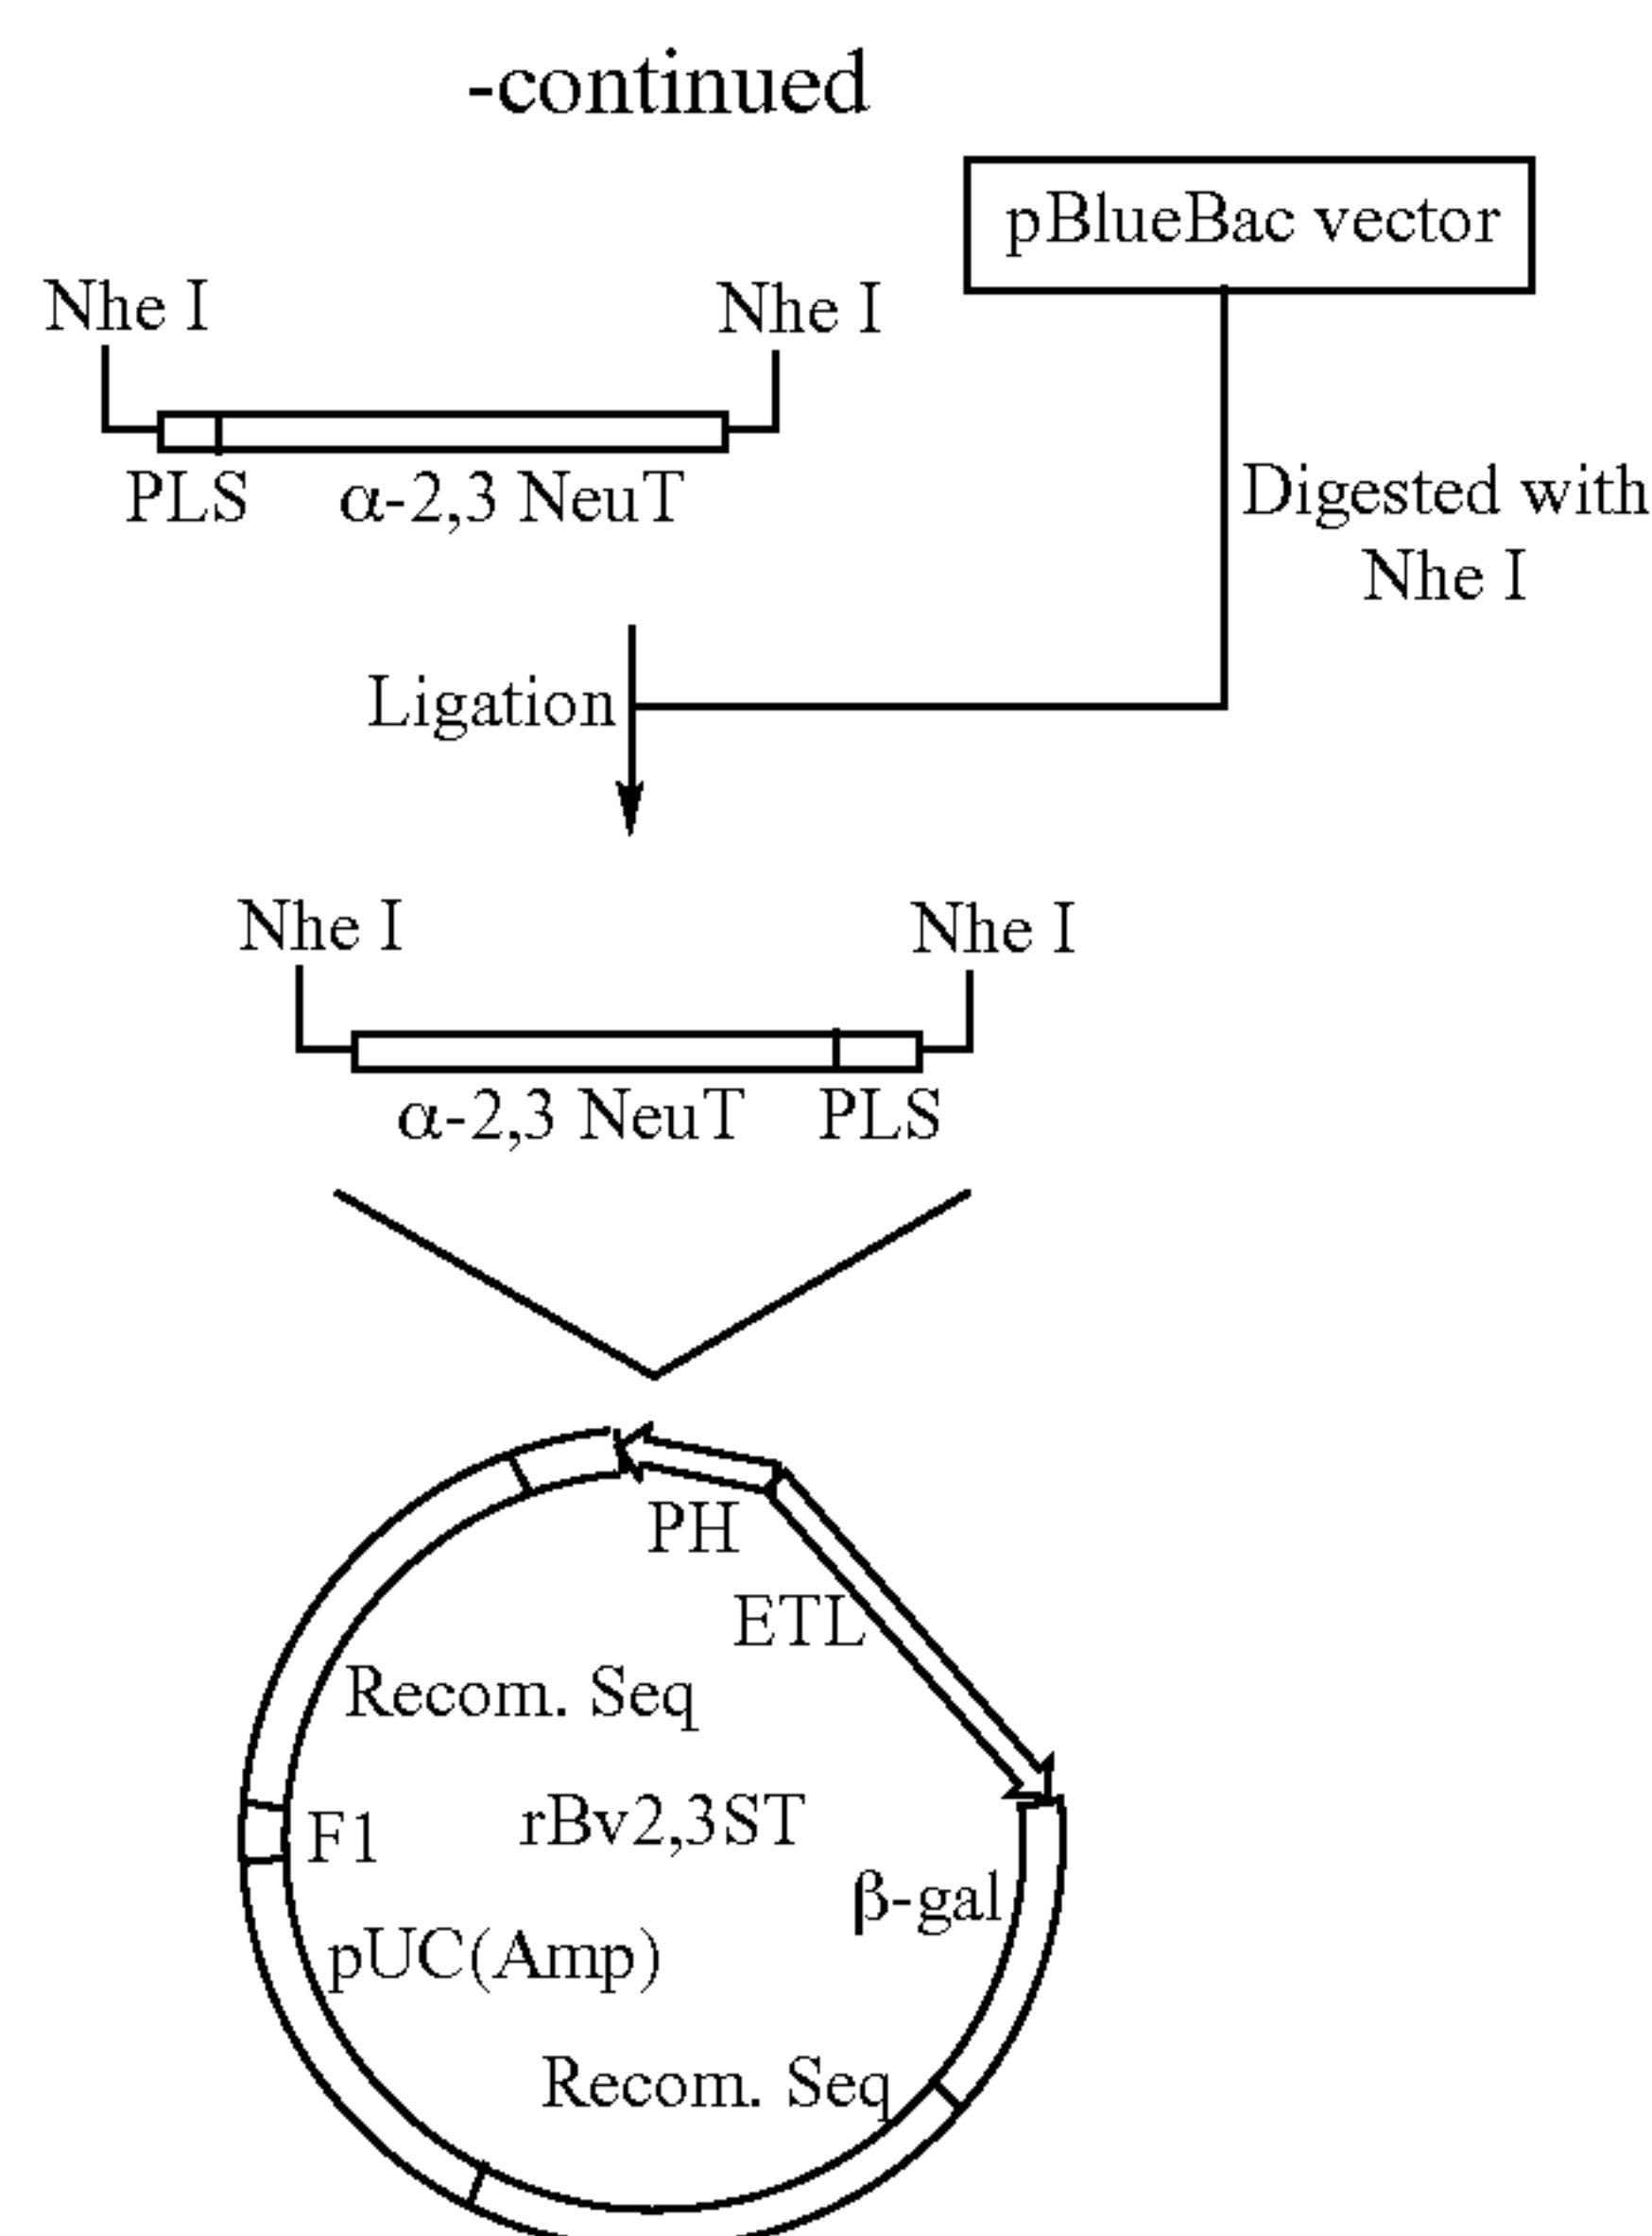 -continued
pBlueBac vector
Nhe I
Nhe I
PLS
α-2,3 NeuT
Digested with
Nhe I
Ligation
Nhe I
Nhe I
α-2,3 NeuT
PLS
PH
ETL
Recom. Seq
rBv2,3ST
F1
β-gal
pUC(Amp)
Recom. Seq